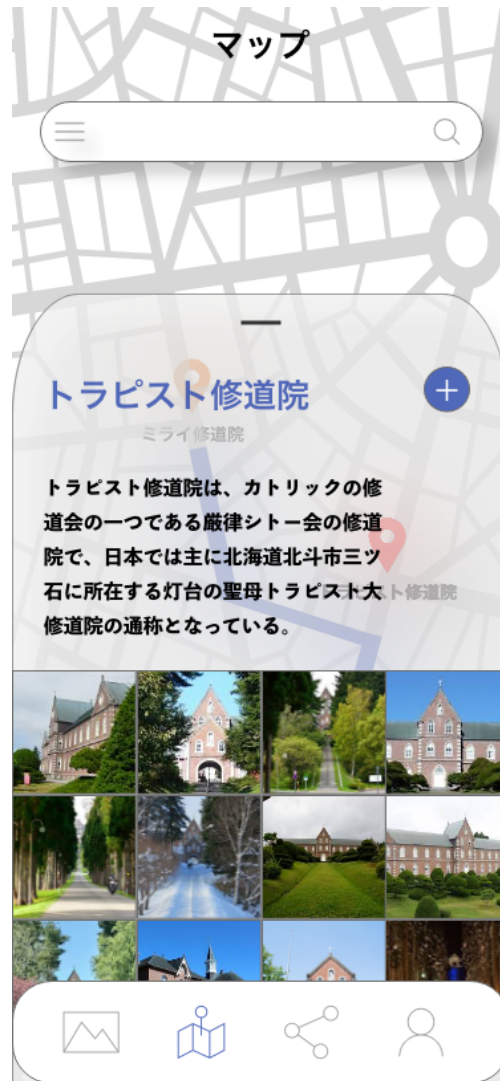 マップ
トラピスト修道院
ミライ修道院
トラピスト修道院は、カトリックの修
道会の一つである厳律シトー会の修道
院で、日本では主に北海道北斗市三ツ
石に所在する灯台の聖母トラピスト大
修道院の通称となっている。
トラピスト修道院